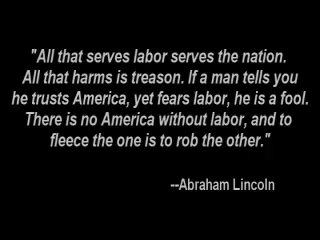 "All that serves labor serves the nation.
All that harms is treason. If a man tells you
he trusts America, yet fears labor, he is a fool.
There is no America without labor, and to
fleece the one is to rob the other."
--Abraham Lincoln